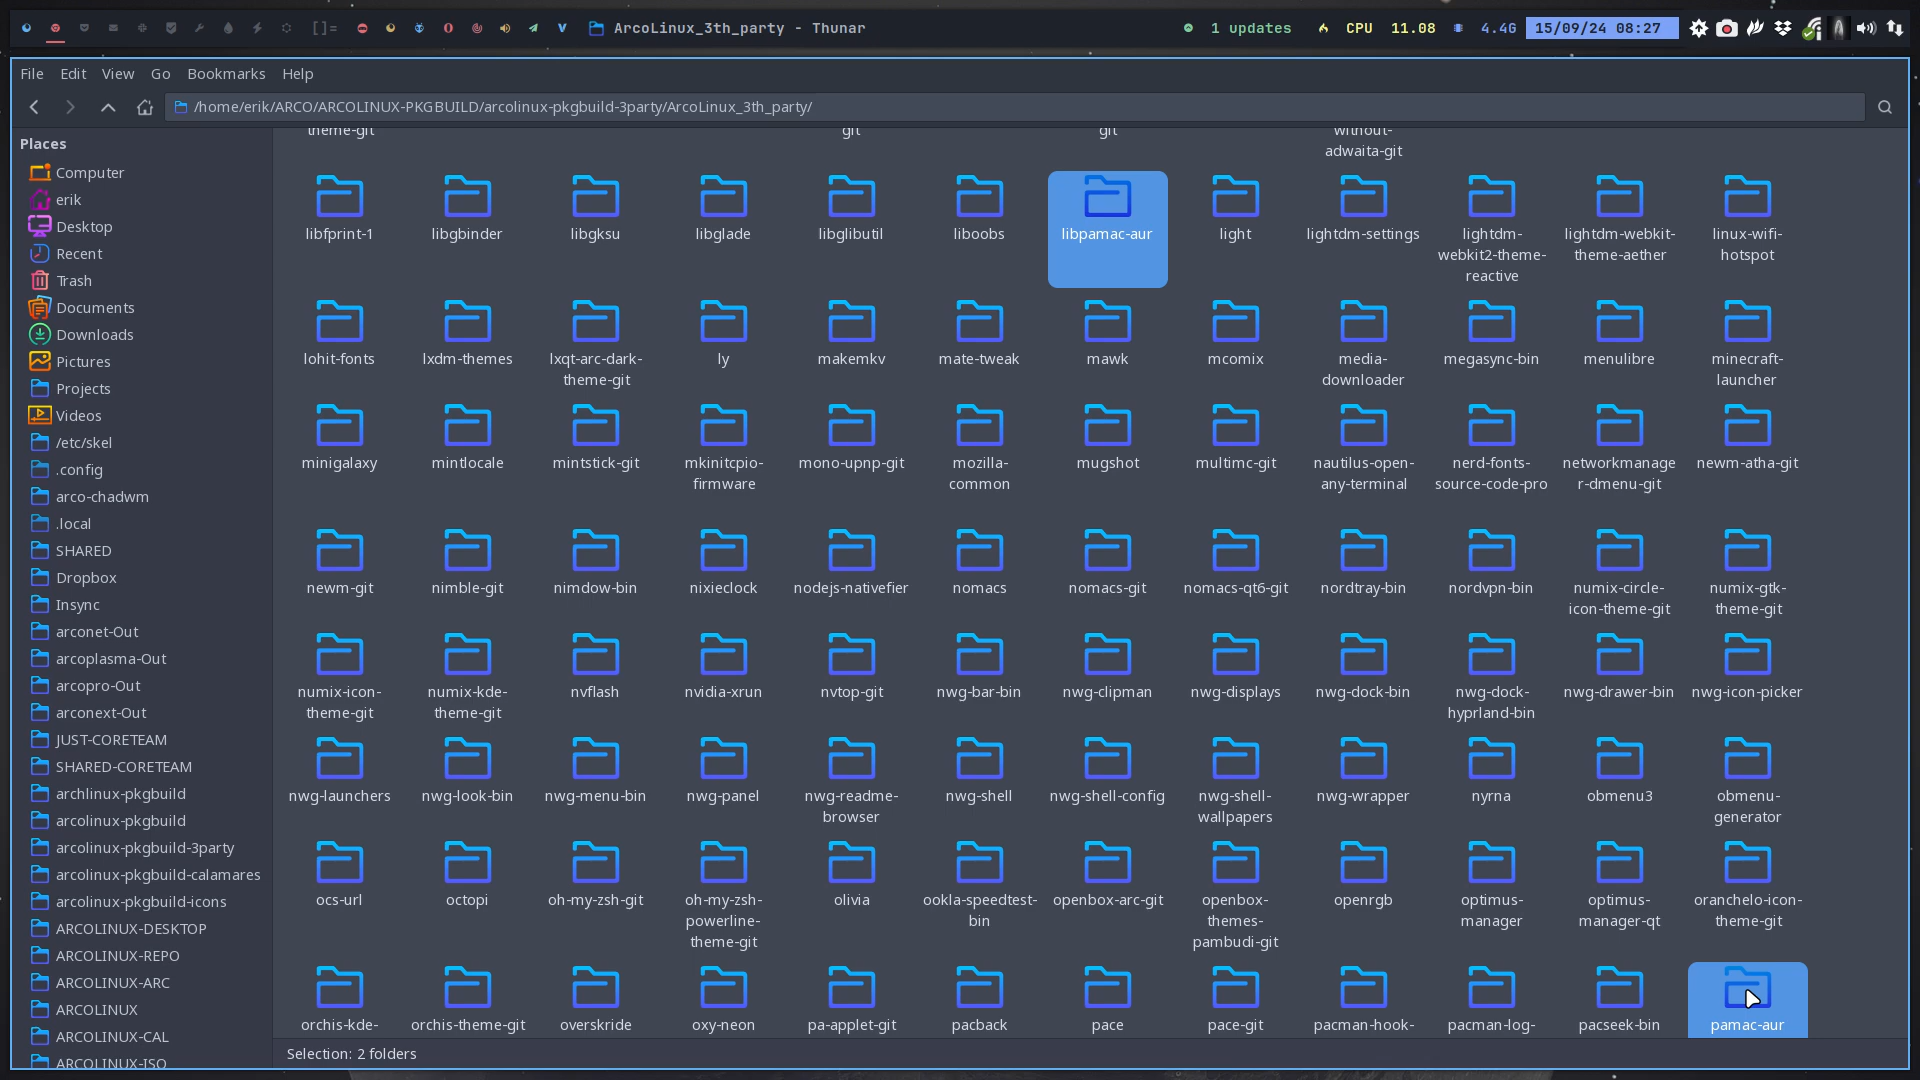 []=
V
ArcoLinux_3th_party - Thunar
1 updates
CPU 11.08
4.4G
15/09/24 08:27
File Edit View Go Bookmarks Help
/home/erik/ARCO/ARCOLINUX-PKGBUILD/arcolinux-pkgbuild-3party/ArcoLinux_3th_party/
Places
Computer
erik
Desktop
Recent
Trash
Documents
Downloads
Pictures
Projects
Videos
/etc/skel
.config
arco-chadwm
.local
SHARED
Dropbox
Insync
arconet-Out
arcoplasma-Out
arcopro-Out
arconext-Out
JUST-CORETEAM
SHARED-CORETEAM
archlinux-pkgbuild
arcolinux-pkgbuild
arcolinux-pkgbuild-3party
arcolinux-pkgbuild-calamares
arcolinux-pkgbuild-icons
ARCOLINUX-DESKTOP
ARCOLINUX-REPO
ARCOLINUX-ARC
ARCOLINUX
ARCOLINUX-CAL
ARCOLINUX-ISO
theme-git
git
git
without-
adwaita-git
libfprint-1
libgbinder
libgksu
libglade
libglibutil
liboobs
libpamac-aur
light
lightdm-settings
lightdm-
webkit2-theme-
reactive
lightdm-webkit-
theme-aether
linux-wifi-
hotspot
lohit-fonts
lxdm-themes
lxqt-arc-dark-
theme-git
ly
makemkv
mate-tweak
mawk
mcomix
media-
downloader
megasync-bin
menulibre
minecraft-
launcher
minigalaxy
mintlocale
mintstick-git
mkinitcpio-
firmware
mono-upnp-git
mozilla-
common
mugshot
multimc-git
nautilus-open-
any-terminal
nerd-fonts-
source-code-pro
networkmanage
r-dmenu-git
newm-atha-git
newm-git
nimble-git
nimdow-bin
nixieclock
nodejs-nativefier
nomacs
nomacs-git
nomacs-qt6-git
nordtray-bin
nordvpn-bin
numix-circle-
icon-theme-git
numix-gtk-
theme-git
numix-icon-
theme-git
numix-kde-
theme-git
nvflash
nvidia-xrun
nvtop-git
nwg-bar-bin
nwg-clipman
nwg-displays
nwg-dock-bin
nwg-dock-
hyprland-bin
nwg-drawer-bin
nwg-icon-picker
nwg-launchers
nwg-look-bin
nwg-menu-bin
nwg-panel
nwg-readme-
browser
nwg-shell
nwg-shell-config
nwg-shell-
wallpapers
nwg-wrapper
nyrna
obmenu3
obmenu-
generator
ocs-url
octopi
oh-my-zsh-git
oh-my-zsh-
powerline-
theme-git
olivia
ookla-speedtest-
bin
openbox-arc-git
openbox-
themes-
pambudi-git
openrgb
optimus-
manager
optimus-
manager-qt
oranchelo-icon-
theme-git
orchis-kde-
orchis-theme-git
overskride
oxy-neon
pa-applet-git
pacback
pace
pace-git
pacman-hook-
pacman-log-
pacseek-bin
pamac-aur
Selection: 2 folders